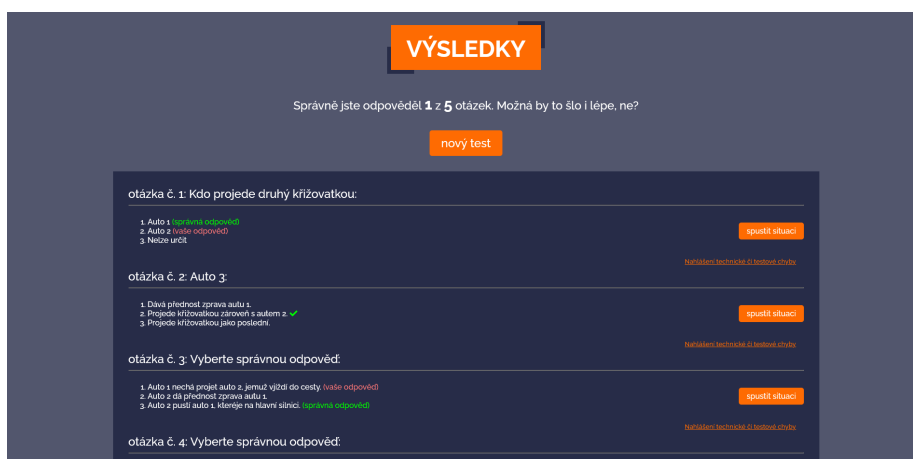 VÝSLEDKY
Správně jste odpověděl 1 z 5 otázek. Možná by to šlo i lépe, ne?
nový test
otázka č. 1: Kdo projede druhý křižovatkou:
1. Auto 1 (správná odpověď)
2. Auto 2 (vaše odpověď)
3. Nelze určit
spustit situaci
Nahlášení technické či testové chyby
otázka č. 2: Auto 3:
1. Dává přednost zprava autu 1.
2. Projede křižovatkou zároveň s autem 2.
3. Projede křižovatkou jako poslední.
spustit situaci
Nahlášení technické či testové chyby
otázka č. 3: Vyberte správnou odpověď:
1. Auto 1 nechá projet auto 2, jemuž vjíždí do cesty. (vaše odpověď)
2. Auto 2 dá přednost zprava autu 1.
3. Auto 2 pustí auto 1, kteréje na hlavní silnici. (správná odpověď)
spustit situaci
Nahlášení technické či testové chyby
otázka č. 4: Vyberte správnou odpověď: